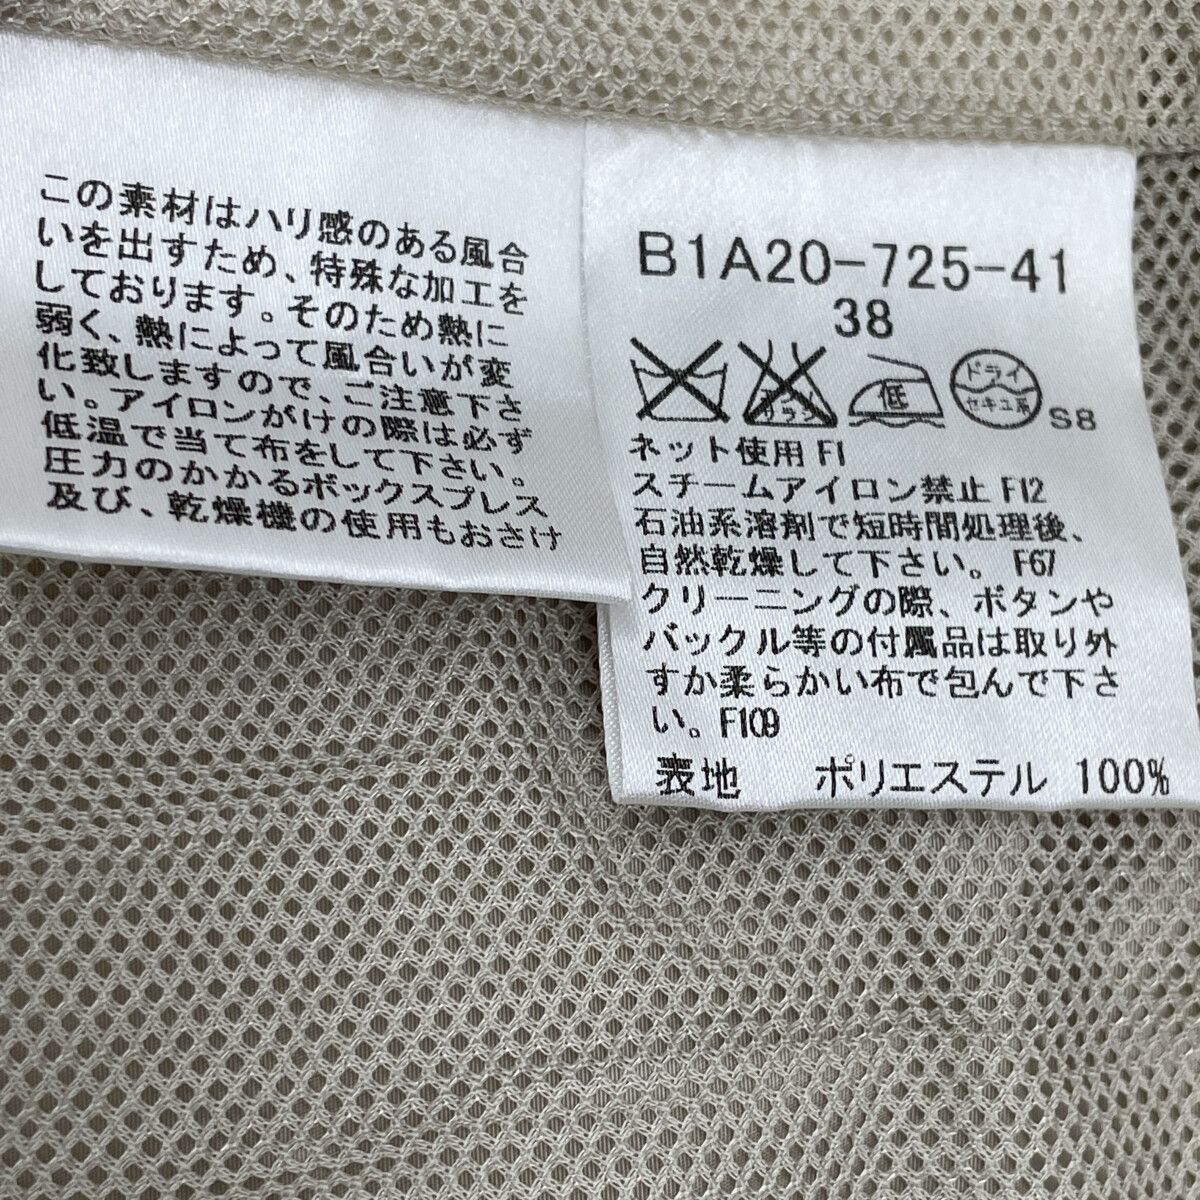 この素材はハリ感のある風合
いを出すため、特殊な加工を
しております。そのため熱に
弱く、熱によって風合いが変
化致しますので、ご注意下さ
い。アイロンがけの際は必ず
低温で当て布をして下さい。
圧力のかかるボックスプレス
及び、乾燥機の使用もおさけ
B1A20-725-41
38
サラシ
低
ドライ
セキユ系
S8
ネット使用 F1
スチームアイロン禁止 F12
石油系溶剤で短時間処理後、
自然乾燥して下さい。 F67
クリーニングの際、ボタンや
バックル等の付属品は取り外
すか柔らかい布で包んで下さ
い。F109
表地 ポリエステル 100%